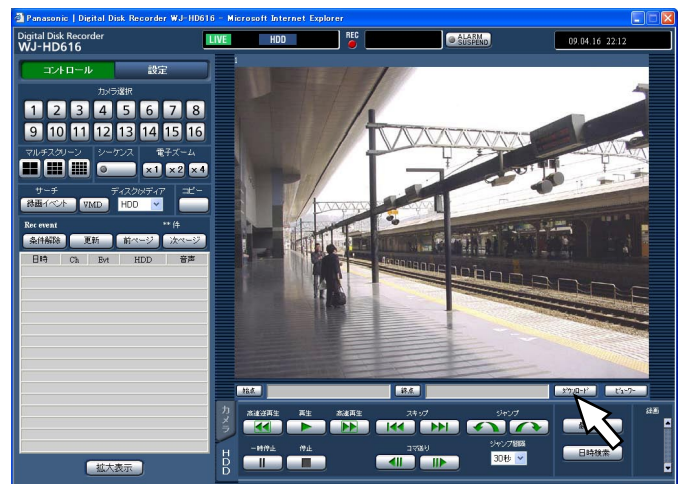 Panasonic | Digital Disk Recorder WJ-HD616 - Microsoft Internet Explorer
Digital Disk Recorder
WJ-HD616
LIVE HDD REC ALARM SUSPEND 09.04.16 22:12
コントロール 設定
カメラ選択
1 2 3 4 5 6 7 8
9 10 11 12 13 14 15 16
マルチスクリーン シーケンス 電子ズーム
×1 ×2 ×4
サーチ ディスク/メディア コピー
録画イベント VMD HDD
Rec event ** 件
条件解除 更新 前ページ 次ページ
日時 Ch Evt HDD 音声
拡大表示
始点 終点 ダウンロード ビューワー
カメラ
HDD
高速逆再生 再生 高速再生 スキップ ジャンプ 録画
一時停止 停止 コマ送り ジャンプ間隔
30秒 日時検索